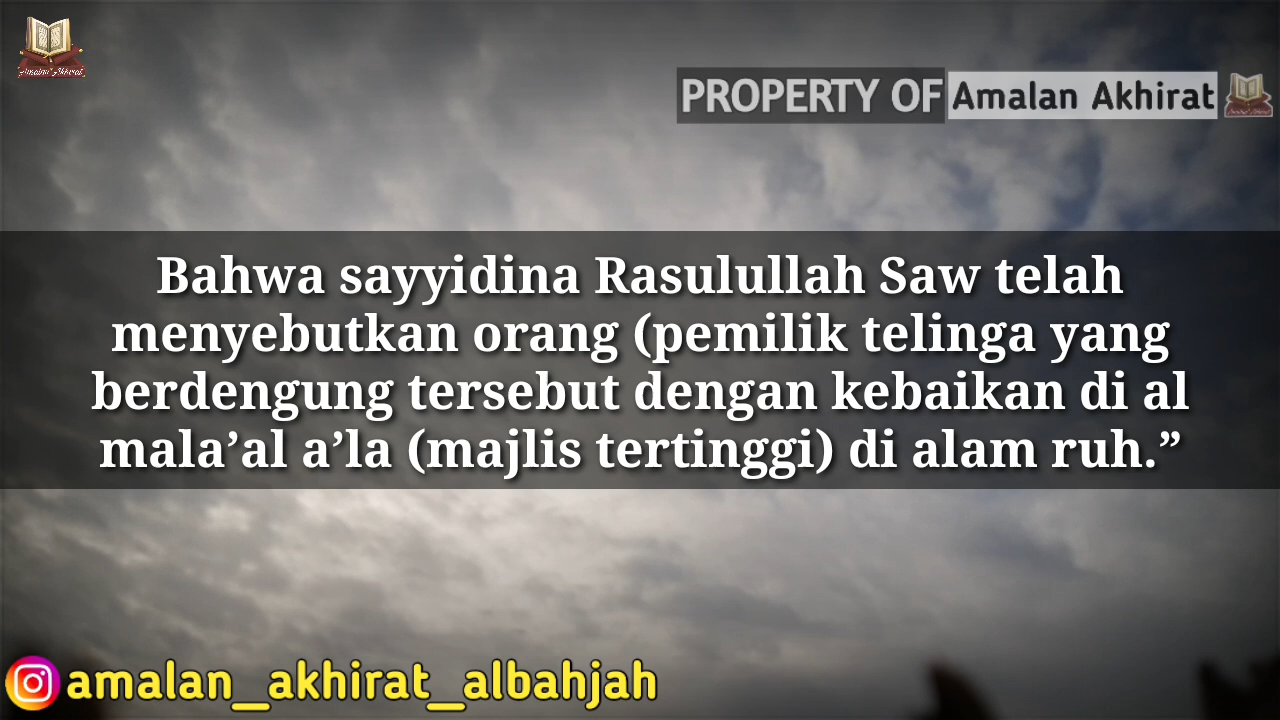 PROPERTY OF Amalan Akhirat
Bahwa sayyidina Rasulullah Saw telah
menyebutkan orang (pemilik telinga yang
berdengung tersebut dengan kebaikan di al
mala’al a’la (majlis tertinggi) di alam ruh.”
amalan_akhirat_albahjah